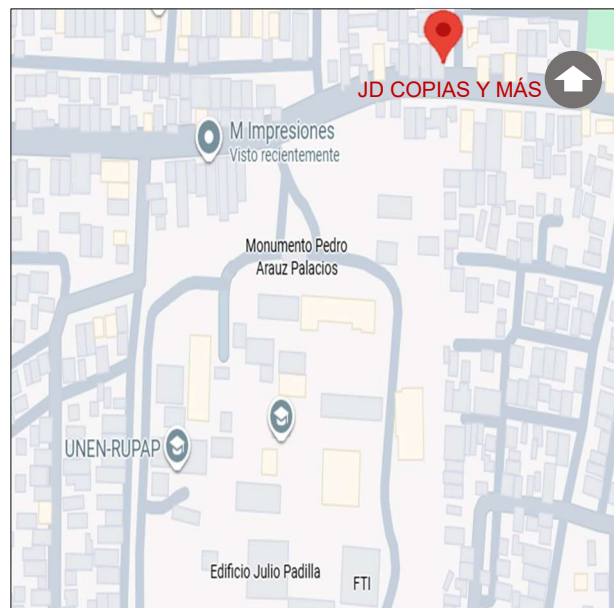 JD COPIAS Y MÁS
M Impresiones
Visto recientemente
Monumento Pedro
Arauz Palacios
UNEN-RUPAP
Edificio Julio Padilla
FTI